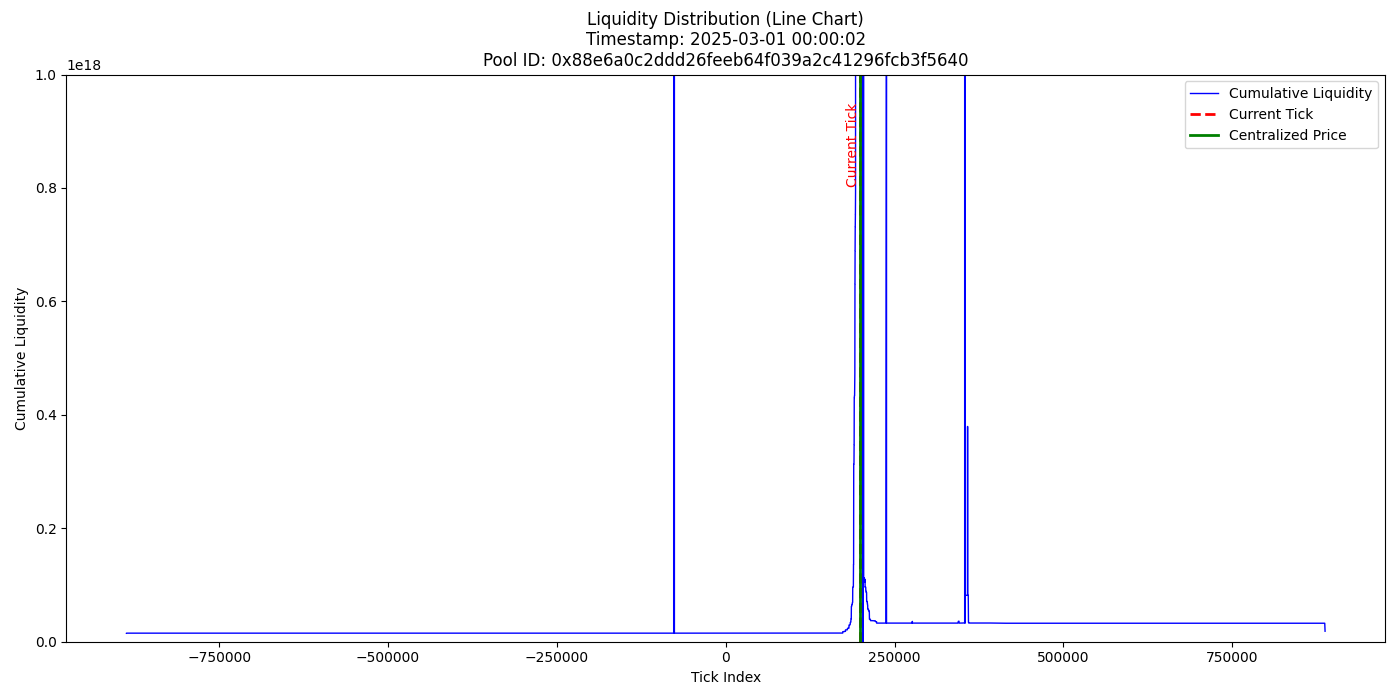 Liquidity Distribution (Line Chart)
Timestamp: 2025-03-01 00:00:02
Pool ID: 0x88e6a0c2ddd26feeb64f039a2c41296fcb3f5640
1e18
1.0
0.8
0.6
0.4
0.2
0.0
Cumulative Liquidity
Current Tick
Cumulative Liquidity
Current Tick
Centralized Price
−750000
−500000
−250000
0
250000
500000
750000
Tick Index